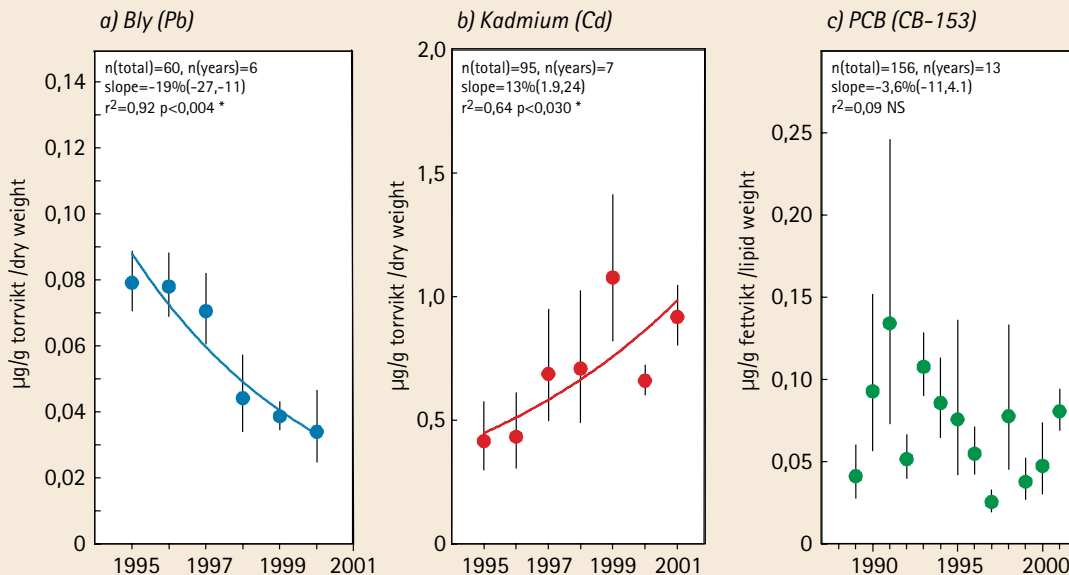 a) Bly (Pb)
n(total)=60, n(years)=6
slope=-19%(-27,-11)
r²=0,92 p<0,004 *
µg/g torrvikt /dry weight
0,14
0,12
0,10
0,08
0,06
0,04
0,02
0
1995
1997
1999
2001
b) Kadmium (Cd)
n(total)=95, n(years)=7
slope=13%(1.9,24)
r²=0,64 p<0,030 *
µg/g torrvikt /dry weight
2,0
1,5
1,0
0,5
0
1995
1997
1999
2001
c) PCB (CB-153)
n(total)=156, n(years)=13
slope=-3,6%(-11,4.1)
r²=0,09 NS
µg/g fettvikt /lipid weight
0,25
0,20
0,15
0,10
0,05
0
1990
1995
2000